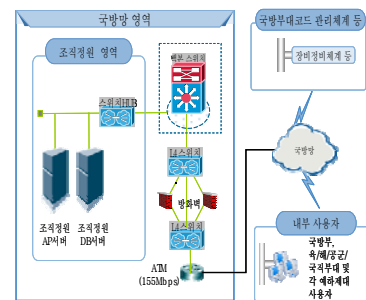 국방망 영역
조직정원 영역
백본 스위치
스위치HUB
L4스위치
방화벽
L4스위치
조직정원
AP서버
조직정원
DB서버
ATM
(155Mbps)
국방부대코드 관리체계 등
장비정비체계 등
국방망
내부 사용자
국방부,
육/해/공군/
국직부대 및
각 예하제대
사용자